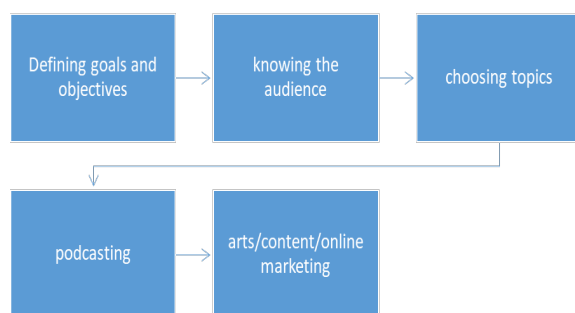 Defining goals and
objectives
knowing the
audience
choosing topics
podcasting
arts/content/online
marketing